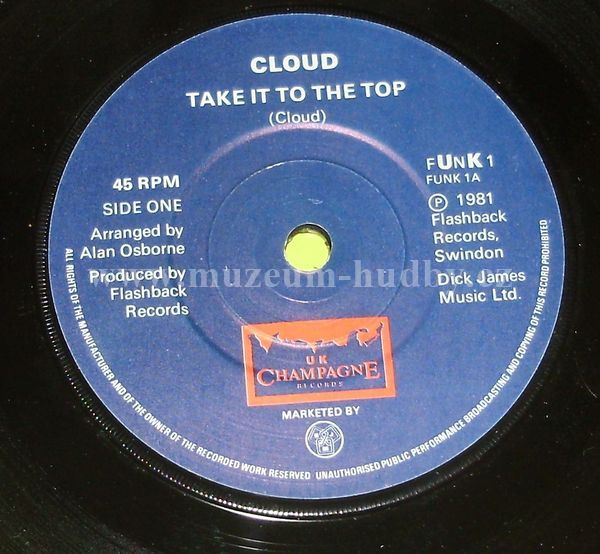 CLOUD
TAKE IT TO THE TOP
(Cloud)
45 RPM
SIDE ONE
Arranged by
Alan Osborne
Produced by
Flashback
Records
FUNK 1
FUNK 1A
Ⓟ 1981
Flashback
Records,
Swindon
Dick James
Music Ltd.
UK
CHAMPAGNE
RECORDS
MARKETED BY
ALL RIGHTS OF THE MANUFACTURER AND OF THE OWNER OF THE RECORDED WORK RESERVED UNAUTHORISED PUBLIC PERFORMANCE BROADCASTING AND COPYING OF THIS RECORD PROHIBITED